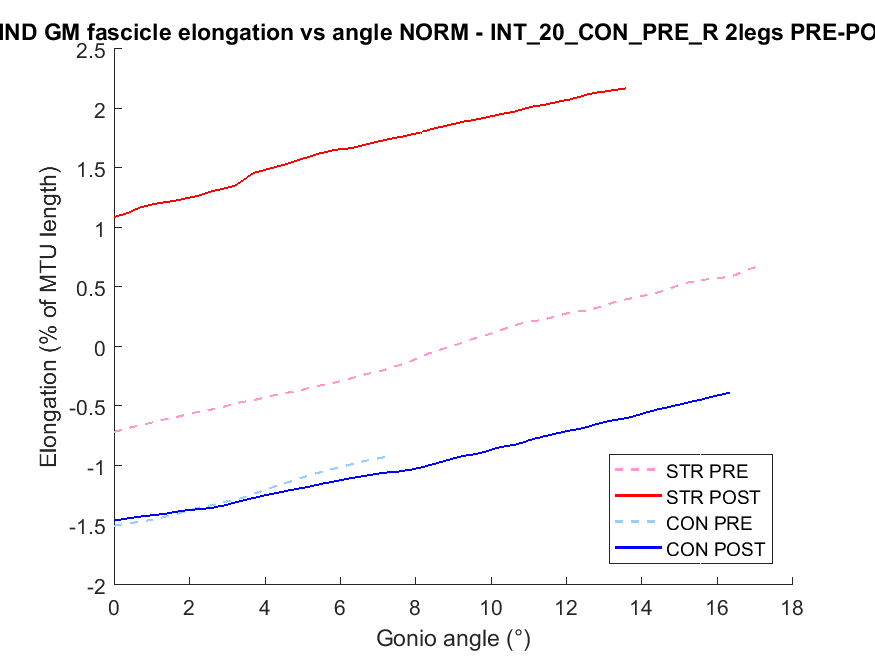 IND GM fascicle elongation vs angle NORM - INT_20_CON_PRE_R 2legs PRE-PO
2.5
2
1.5
1
0.5
0
-0.5
-1
-1.5
-2
Elongation (% of MTU length)
0 2 4 6 8 10 12 14 16 18
Gonio angle (°)
STR PRE
STR POST
CON PRE
CON POST